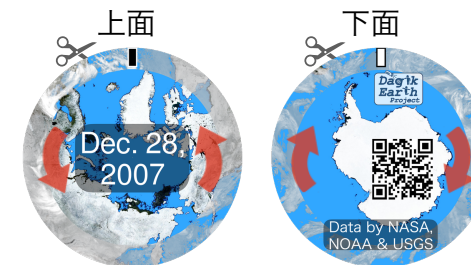 上面
下面
Dagik
Earth
Project
Dec. 28,
2007
Data by NASA,
NOAA & USGS